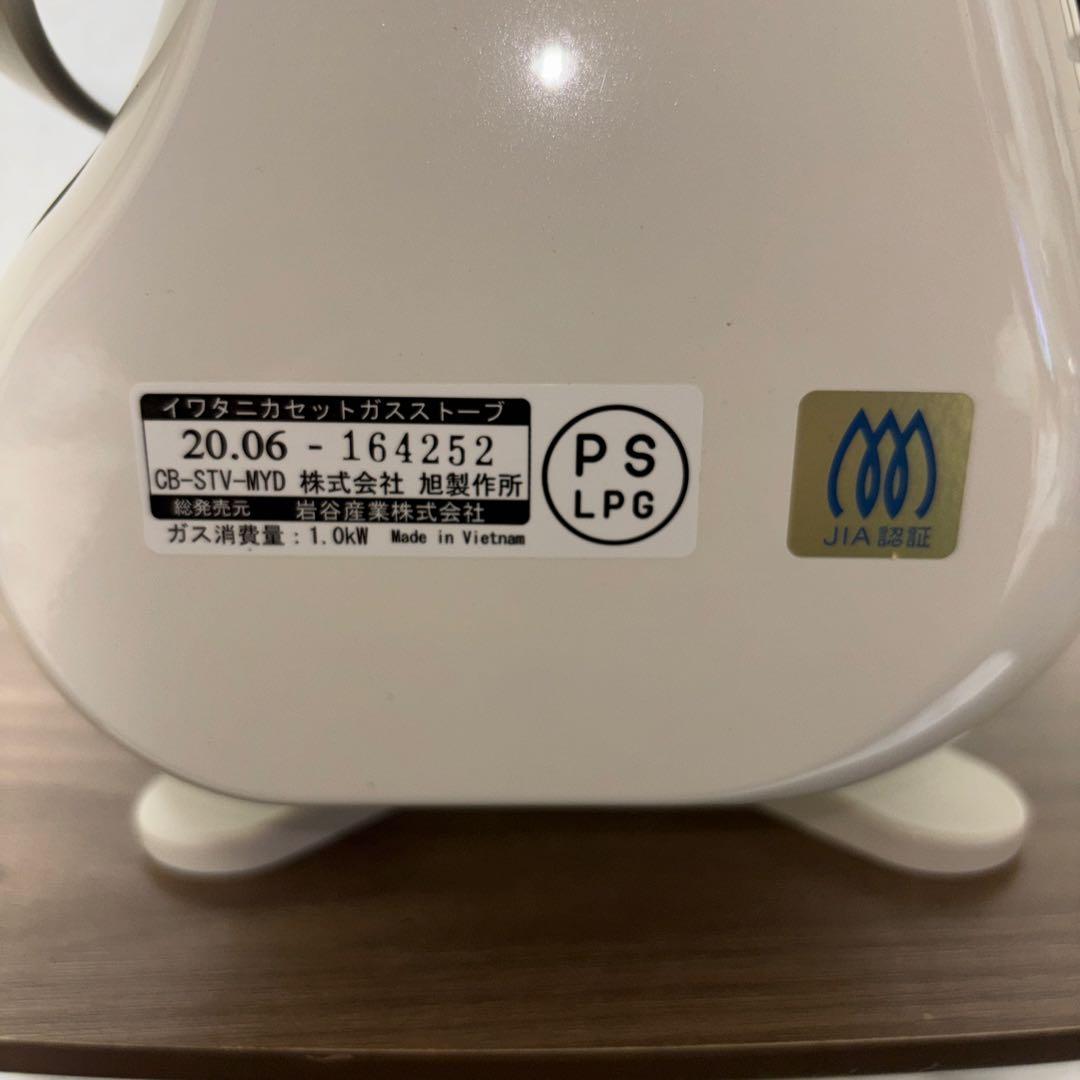 イワタニカセットガスストーブ
20.06 - 164252
CB-STV-MYD 株式会社 旭製作所
総発売元 岩谷産業株式会社
ガス消費量：1.0kW Made in Vietnam
PS
LPG
JIA 認証